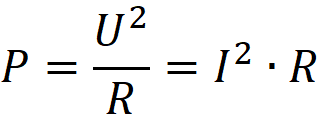 P = U²/R = I² · R